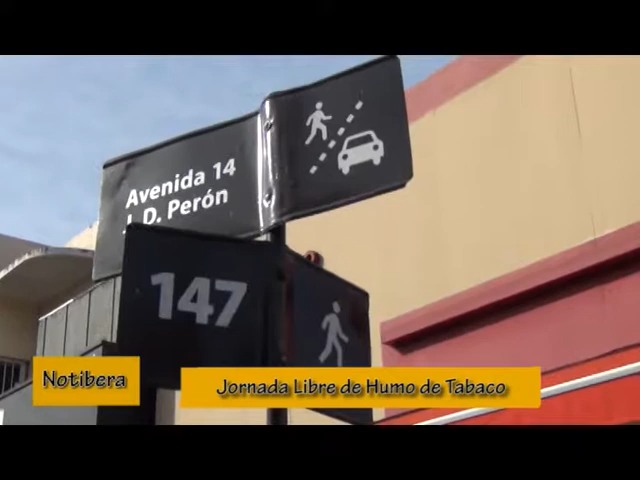 Avenida 14
J. D. Perón
147
Notibera
Jornada Libre de Humo de Tabaco